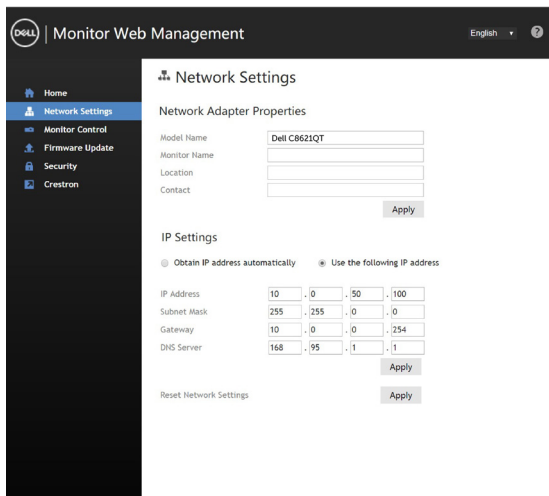 DELL | Monitor Web Management
English ▼ ?
Home
Network Settings
Monitor Control
Firmware Update
Security
Crestron
Network Settings
Network Adapter Properties
Model Name Dell C8621QT
Monitor Name
Location
Contact
Apply
IP Settings
Obtain IP address automatically Use the following IP address
IP Address 10 . 0 . 50 . 100
Subnet Mask 255 . 255 . 0 . 0
Gateway 10 . 0 . 0 . 254
DNS Server 168 . 95 . 1 . 1
Apply
Reset Network Settings Apply